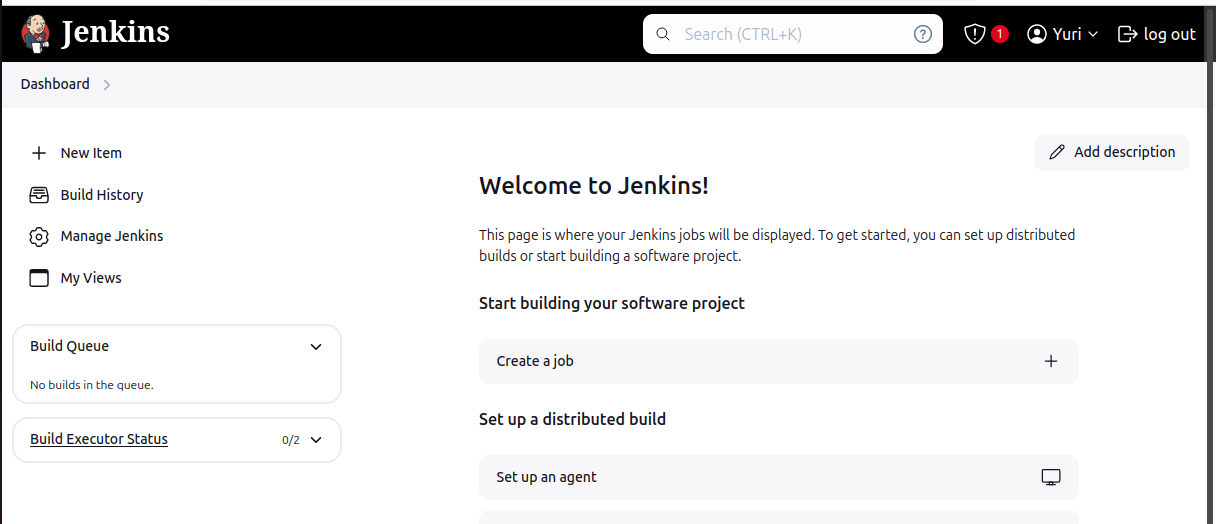 Jenkins
Search (CTRL+K)
?
1
Yuri
log out
Dashboard
New Item
Build History
Manage Jenkins
My Views
Build Queue
No builds in the queue.
Build Executor Status
0/2
Add description
Welcome to Jenkins!
This page is where your Jenkins jobs will be displayed. To get started, you can set up distributed
builds or start building a software project.
Start building your software project
Create a job
Set up a distributed build
Set up an agent